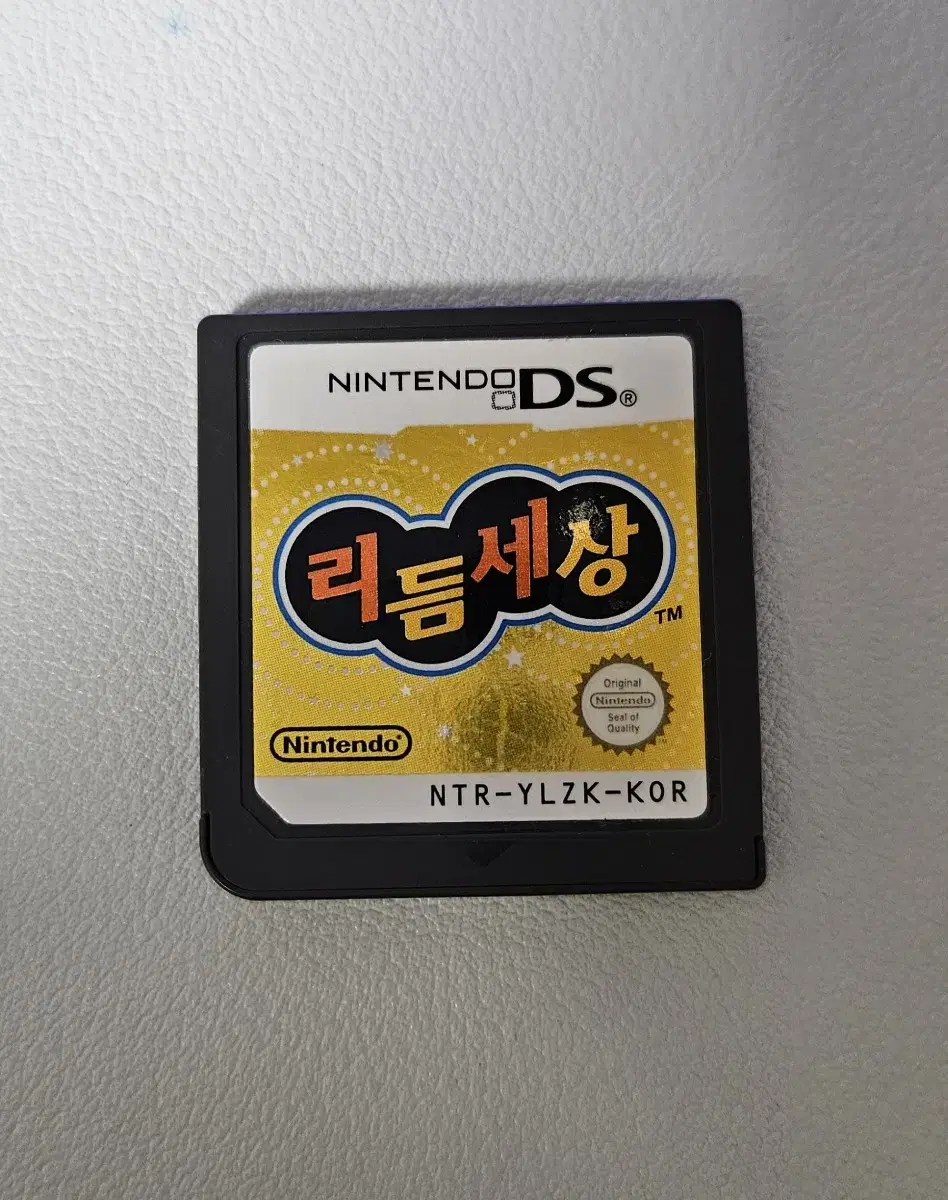 NINTENDO DS®
리듬세상
TM
Original
Nintendo
Seal of
Quality
Nintendo®
NTR-YLZK-KOR